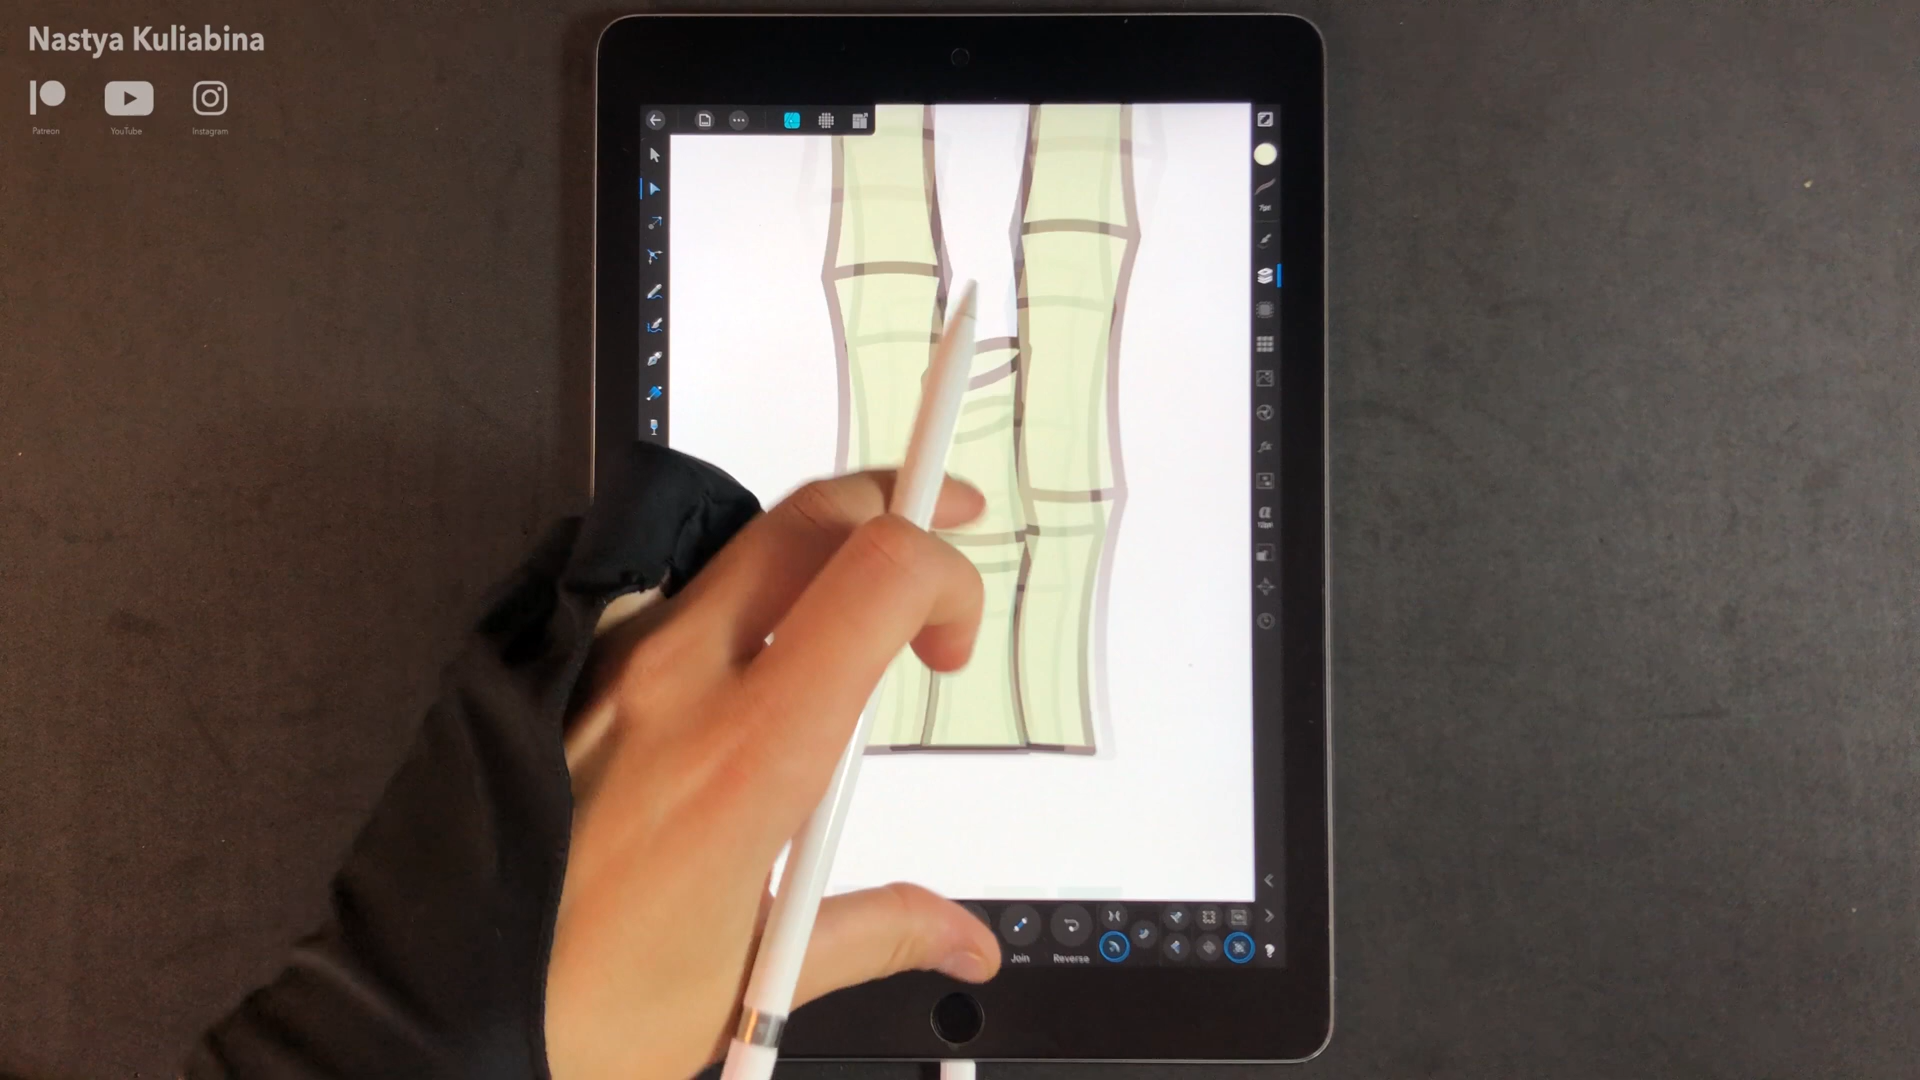 Nastya Kuliabina
Patreon
YouTube
Instagram
Join
Reverse